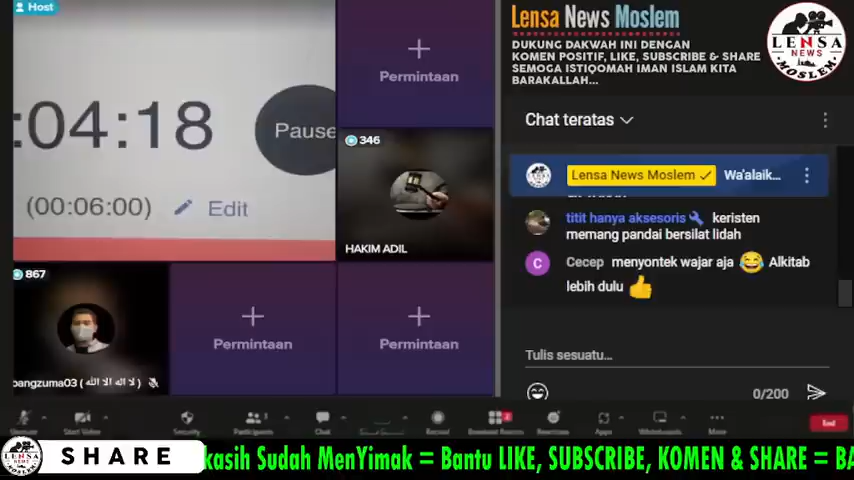 Host
:04:18
Pause
(00:06:00)
Edit
Permintaan
346
HAKIM ADIL
867
bangzuma03 ( لا اله الا الله )
Permintaan
Permintaan
Lensa News Moslem
DUKUNG DAKWAH INI DENGAN
KOMEN POSITIF, LIKE, SUBSCRIBE & SHARE
SEMOGA ISTIQOMAH IMAN ISLAM KITA
BARAKALLAH...
LENSA
NEWS
MOSLEM
Chat teratas
Lensa News Moslem Wa'alaik...
titit hanya aksesoris keristen
memang pandai bersilat lidah
Cecep menyontek wajar aja 😂 Alkitab
lebih dulu 👍
Tulis sesuatu...
0/200
Start Video
Security
Participants
Chat
Record
Breakout Rooms
Reactions
Apps
Whiteboards
More
End
LENSA
NEWS
MOSLEM
SHARE
kasih Sudah MenYimak = Bantu LIKE, SUBSCRIBE, KOMEN & SHARE = BA